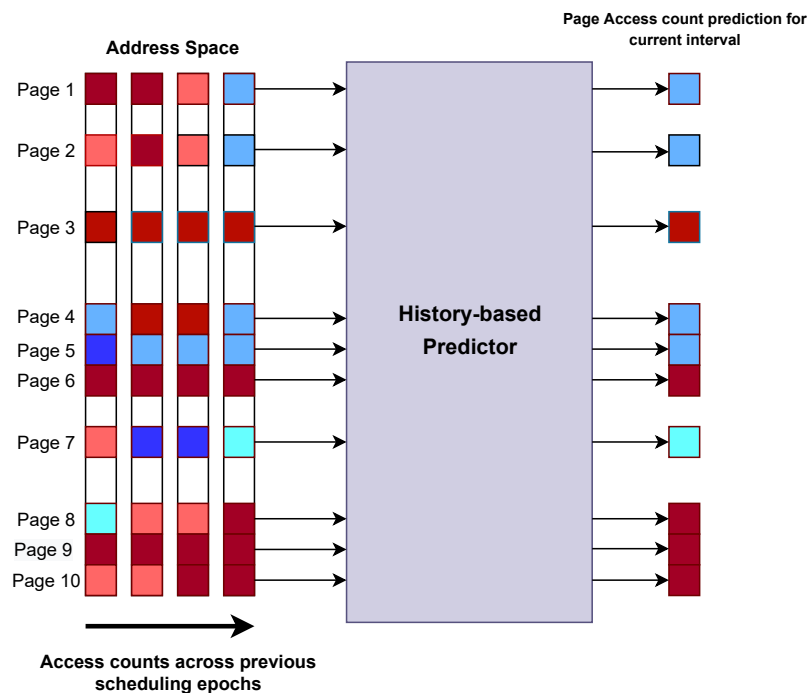 Page Access count prediction for
current interval
Address Space
Page 1
Page 2
Page 3
Page 4
Page 5
Page 6
Page 7
Page 8
Page 9
Page 10
History-based
Predictor
Access counts across previous
scheduling epochs